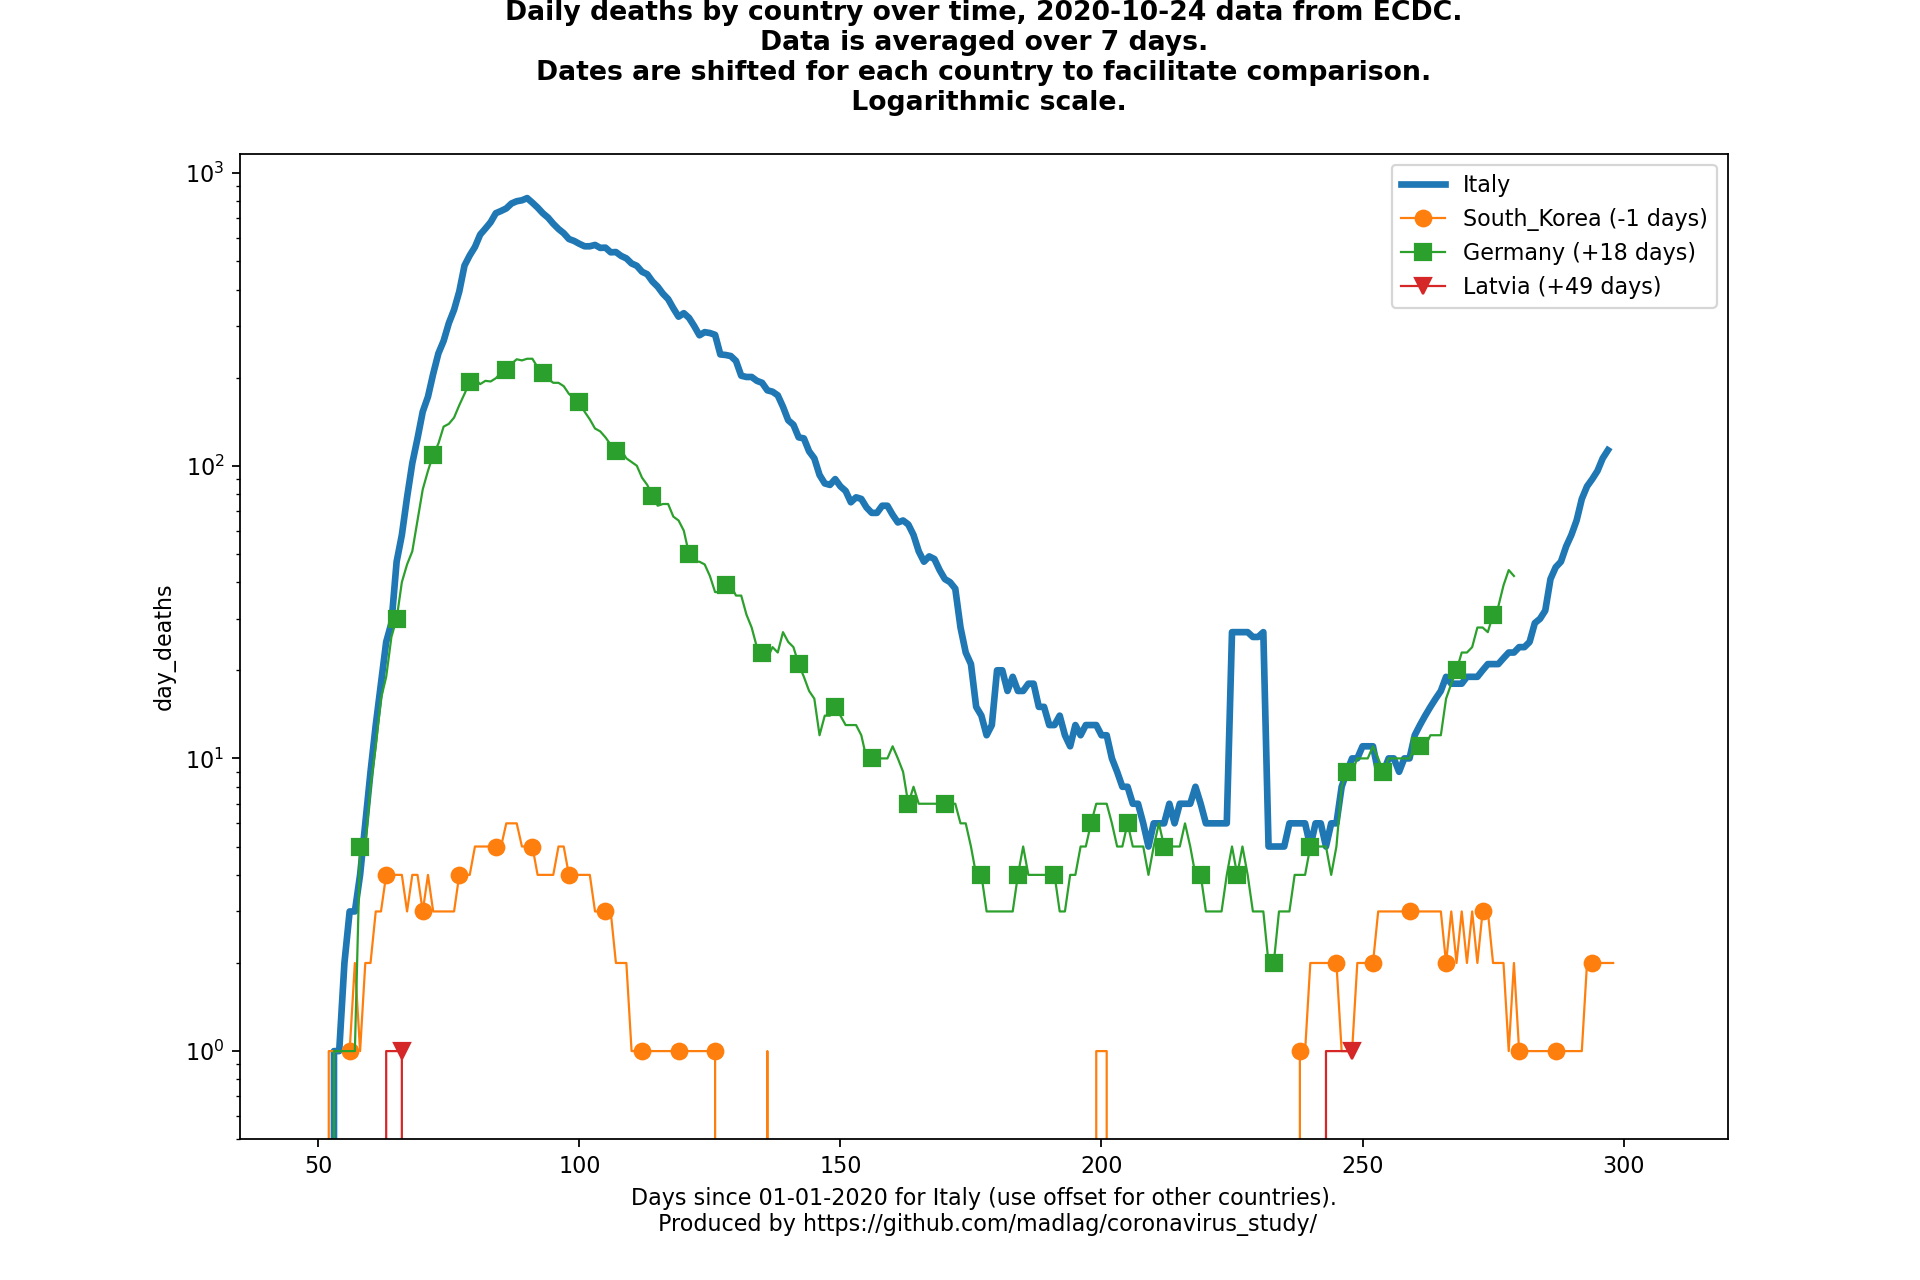 Daily deaths by country over time, 2020-10-24 data from ECDC.
Data is averaged over 7 days.
Dates are shifted for each country to facilitate comparison.
Logarithmic scale.
10³
Italy
South_Korea (-1 days)
Germany (+18 days)
Latvia (+49 days)
10²
day_deaths
10¹
10⁰
50 100 150 200 250 300
Days since 01-01-2020 for Italy (use offset for other countries).
Produced by https://github.com/madlag/coronavirus_study/